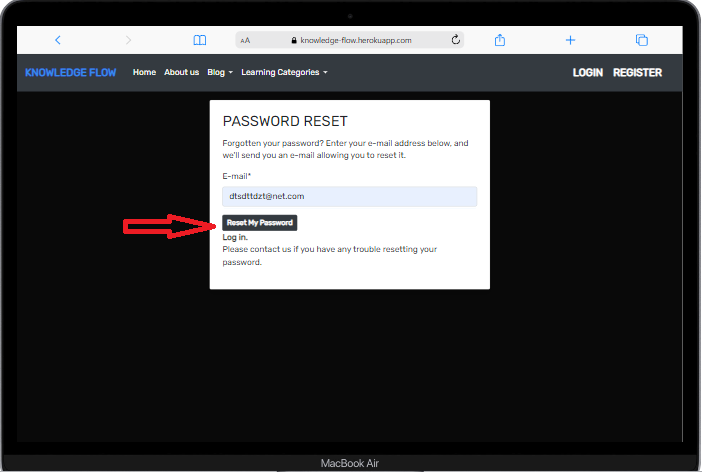 AA knowledge-flow.herokuapp.com
KNOWLEDGE FLOW Home About us Blog Learning Categories LOGIN REGISTER
PASSWORD RESET
Forgotten your password? Enter your e-mail address below, and
we'll send you an e-mail allowing you to reset it.
E-mail*
dtsdttdzt@net.com
Reset My Password
Log in.
Please contact us if you have any trouble resetting your
password.
MacBook Air